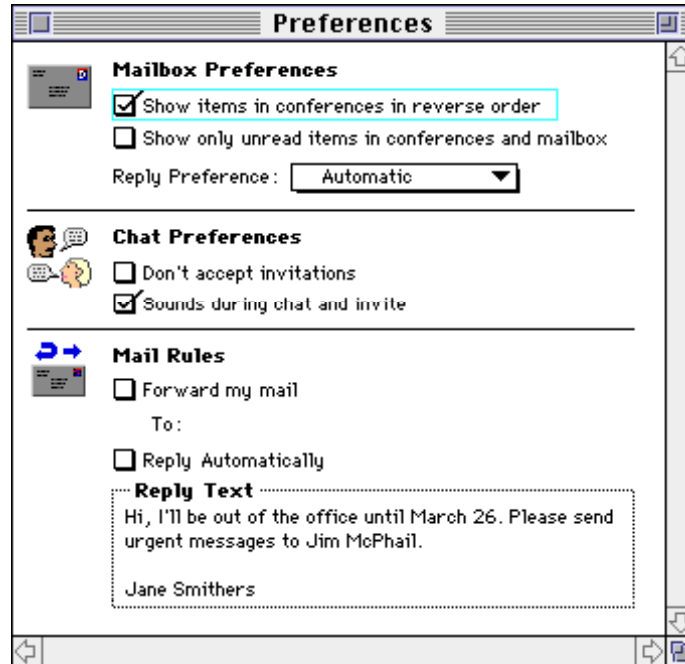 Preferences
Mailbox Preferences
Show items in conferences in reverse order
Show only unread items in conferences and mailbox
Reply Preference: Automatic
Chat Preferences
Don't accept invitations
Sounds during chat and invite
Mail Rules
Forward my mail
To:
Reply Automatically
Reply Text
Hi, I'll be out of the office until March 26. Please send
urgent messages to Jim McPhail.
Jane Smithers